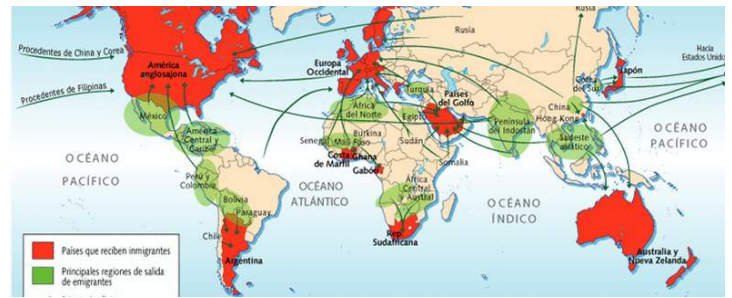 Rusia
Rusia
Procedentes de China y Corea
Europa
Occidental
Hacia
Estados Unidos
América
anglosajona
Corea
del Sur
Japón
Procedentes de Filipinas
Turquía
Países
del Golfo
China
México
África
del Norte
Egipto
Península
del Indostán
Hong Kong
América
Central y
Caribe
Senegal
Malí
Burkina
Faso
Sudán
Sudeste
asiático
OCÉANO
PACÍFICO
OCÉANO
PACÍFICO
Costa
de Marfil
Ghana
Gabón
Somalia
Perú y
Colombia
OCÉANO
ATLÁNTICO
África
Central
y Austral
OCÉANO
ÍNDICO
Bolivia
Paraguay
Chile
Rep.
Sudafricana
Argentina
Australia y
Nueva Zelanda
Países que reciben inmigrantes
Principales regiones de salida
de emigrantes